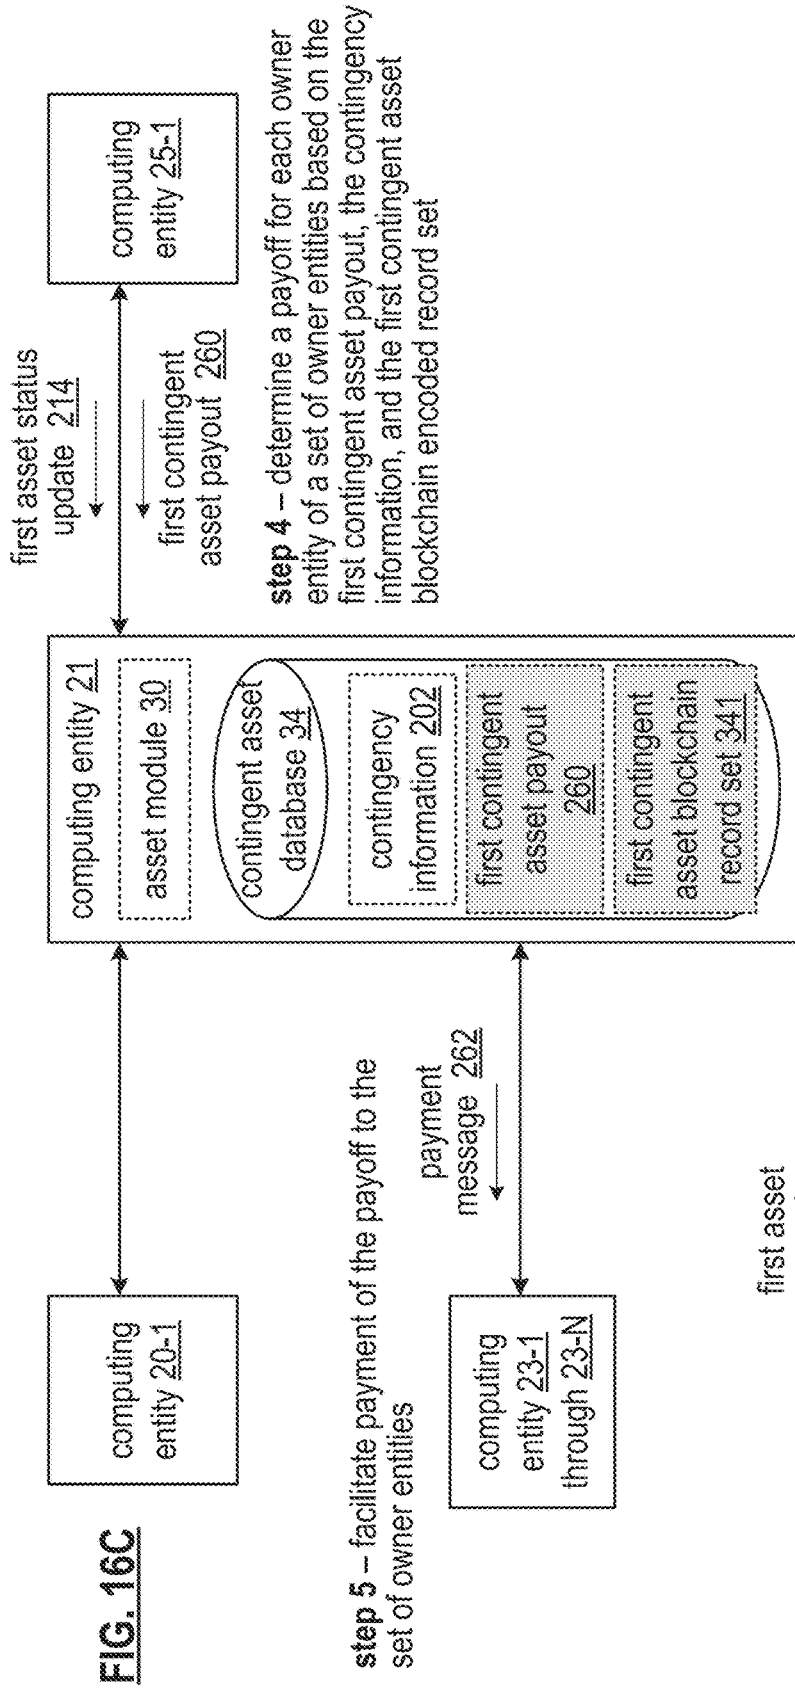 FIG. 16C
computing
entity 20-1
computing entity 21
asset module 30
contingent asset
database 34
contingency
information 202
first contingent
asset payout
260
first contingent
asset blockchain
record set 341
first asset status
update 214
first contingent
asset payout 260
computing
entity 25-1
step 4 – determine a payoff for each owner
entity of a set of owner entities based on the
first contingent asset payout, the contingency
information, and the first contingent asset
blockchain encoded record set
step 5 – facilitate payment of the payoff to the
set of owner entities
payment
message 262
computing
entity 23-1
through 23-N
first asset